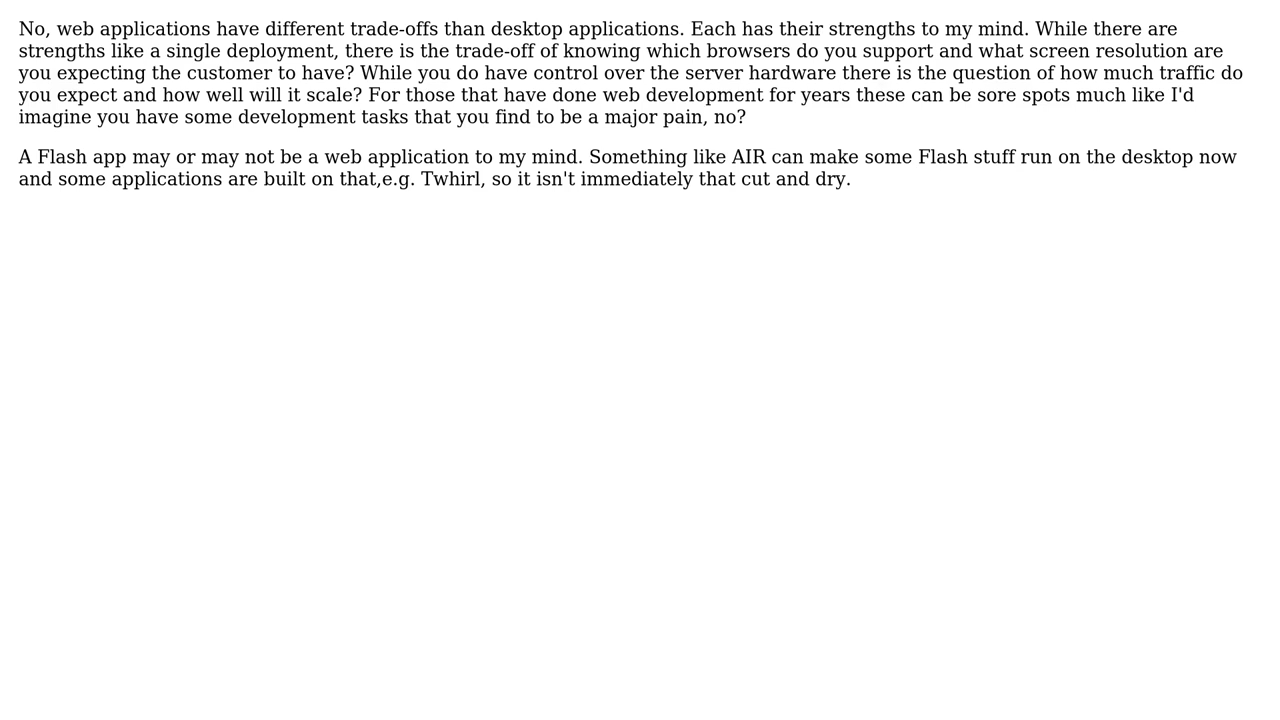 No, web applications have different trade-offs than desktop applications. Each has their strengths to my mind. While there are
strengths like a single deployment, there is the trade-off of knowing which browsers do you support and what screen resolution are
you expecting the customer to have? While you do have control over the server hardware there is the question of how much traffic do
you expect and how well will it scale? For those that have done web development for years these can be sore spots much like I'd
imagine you have some development tasks that you find to be a major pain, no?
A Flash app may or may not be a web application to my mind. Something like AIR can make some Flash stuff run on the desktop now
and some applications are built on that,e.g. Twhirl, so it isn't immediately that cut and dry.